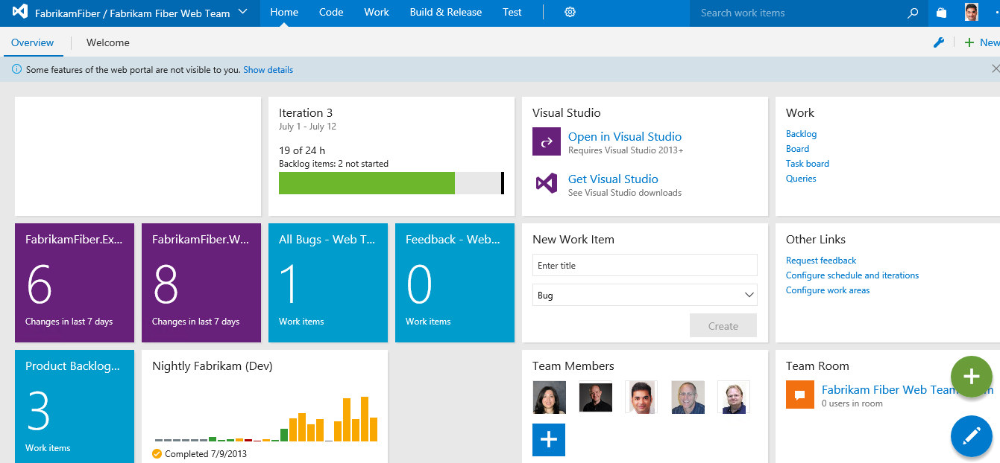 FabrikamFiber / Fabrikam Fiber Web Team
Home
Code
Work
Build & Release
Test
Search work items
Overview
Welcome
New
Some features of the web portal are not visible to you. Show details
Iteration 3
July 1 - July 12
19 of 24 h
Backlog items: 2 not started
Visual Studio
Open in Visual Studio
Requires Visual Studio 2013+
Get Visual Studio
See Visual Studio downloads
Work
Backlog
Board
Task board
Queries
FabrikamFiber.Ex...
6
Changes in last 7 days
FabrikamFiber.W...
8
Changes in last 7 days
All Bugs - Web T...
1
Work items
Feedback - Web...
0
Work items
New Work Item
Enter title
Bug
Create
Other Links
Request feedback
Configure schedule and iterations
Configure work areas
Product Backlog...
3
Work items
Nightly Fabrikam (Dev)
Completed 7/9/2013
Team Members
Team Room
Fabrikam Fiber Web Team
0 users in room